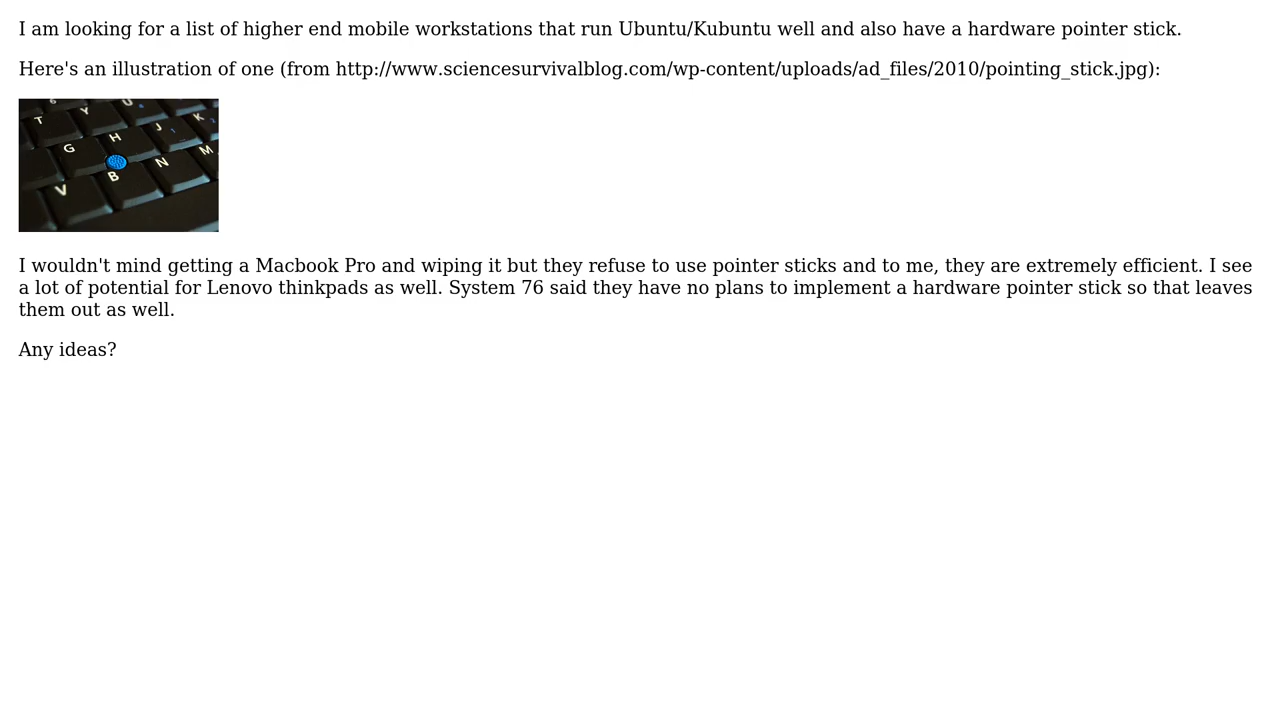 I am looking for a list of higher end mobile workstations that run Ubuntu/Kubuntu well and also have a hardware pointer stick.
Here's an illustration of one (from http://www.sciencesurvivalblog.com/wp-content/uploads/ad_files/2010/pointing_stick.jpg):
6 U
T Y J K
G H M
V B N
I wouldn't mind getting a Macbook Pro and wiping it but they refuse to use pointer sticks and to me, they are extremely efficient. I see
a lot of potential for Lenovo thinkpads as well. System 76 said they have no plans to implement a hardware pointer stick so that leaves
them out as well.
Any ideas?